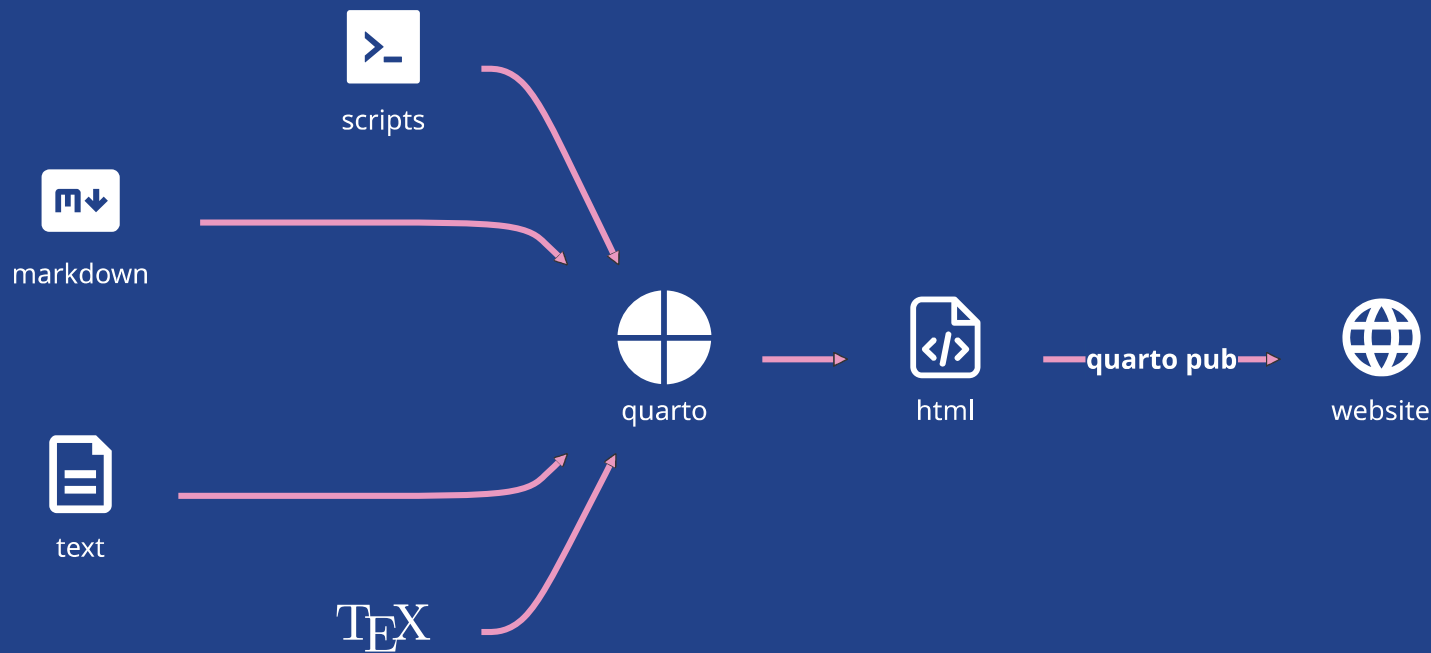 scripts
markdown
quarto
html
quarto pub
website
text
TEX